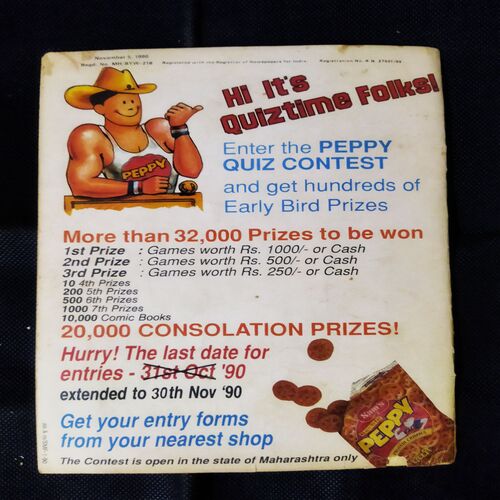 November 5, 1990
Regd. No. MH BYW-218
Registered with the Registrar of Newspapers for India
Registration No. R.N.
Hi It's
Quiztime Folks!
PEPPY
Enter the PEPPY
QUIZ CONTEST
and get hundreds of
Early Bird Prizes
More than 32,000 Prizes to be won
1st Prize : Games worth Rs. 1000/- or Cash
2nd Prize : Games worth Rs. 500/- or Cash
3rd Prize : Games worth Rs. 250/- or Cash
10 4th Prizes
200 5th Prizes
500 6th Prizes
1000 7th Prizes
10,000 Comic Books
20,000 CONSOLATION PRIZES!
Hurry! The last date for
entries - 31st Oct '90
extended to 30th Nov '90
Get your entry forms
from your nearest shop
The Contest is open in the state of Maharashtra only
PEPPY